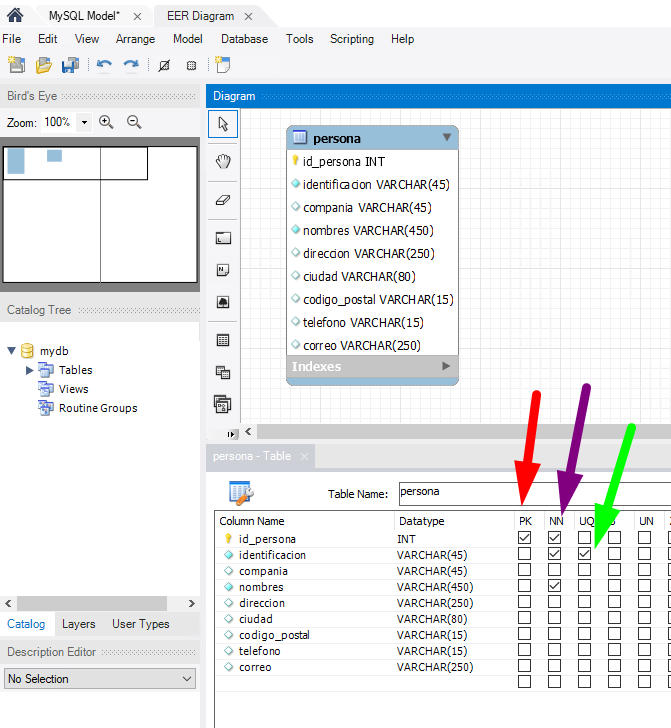 MySQL Model* ×
EER Diagram ×
File Edit View Arrange Model Database Tools Scripting Help
Bird's Eye
Zoom: 100%
Diagram
persona
id_persona INT
identificacion VARCHAR(45)
compania VARCHAR(45)
nombres VARCHAR(450)
direccion VARCHAR(250)
ciudad VARCHAR(80)
codigo_postal VARCHAR(15)
telefono VARCHAR(15)
correo VARCHAR(250)
Indexes
Catalog Tree
mydb
Tables
Views
Routine Groups
Catalog Layers User Types
Description Editor
No Selection
persona - Table ×
Table Name: persona
Column Name Datatype PK NN UQ UN
id_persona INT
identificacion VARCHAR(45)
compania VARCHAR(45)
nombres VARCHAR(450)
direccion VARCHAR(250)
ciudad VARCHAR(80)
codigo_postal VARCHAR(15)
telefono VARCHAR(15)
correo VARCHAR(250)